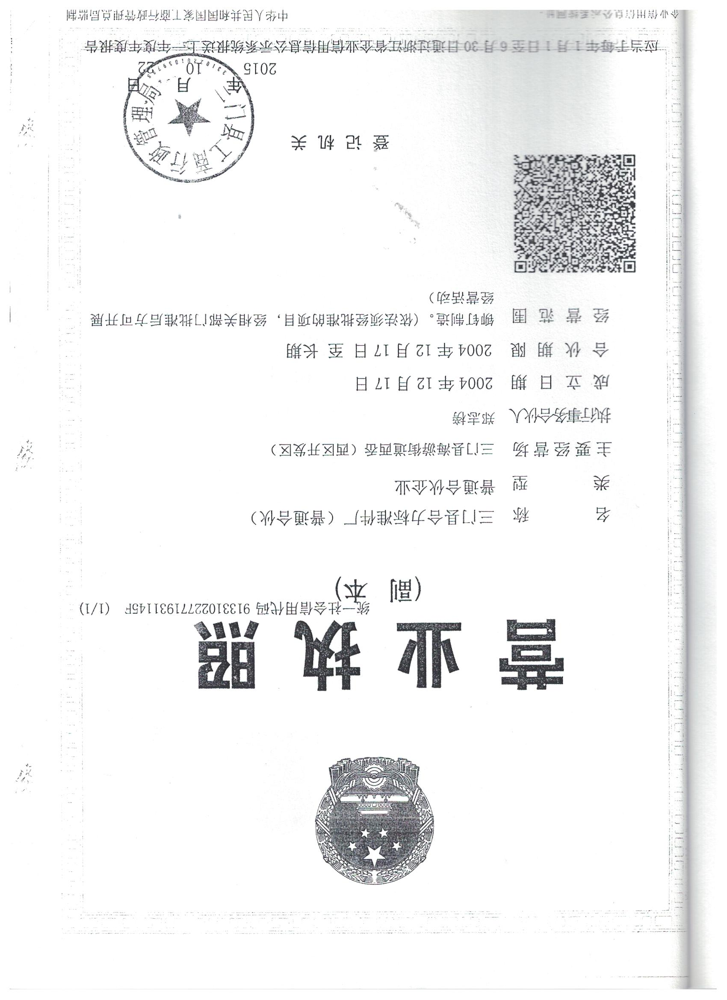 营业执照
统一社会信用代码 91331022771931145F (1/1)
(副 本)
名 称 三门县合力标准件厂（普通合伙）
类 型 普通合伙企业
主要经营场 三门县海游街道西岙（西区开发区）
执行事务合伙人 郑志榜
成立日期 2004年12月17日
合伙期限 2004年12月17日 至 长期
经营范围 铆钉制造。（依法须经批准的项目，经相关部门批准后方可开展
经营活动）
登记机关
三门县工商行政管理局
年 月 日
2015 10 22
应当于每年1月1日至6月30日通过浙江省企业信用信息公示系统报送上一年度年度报告
企业信用信息公示系统网址：
中华人民共和国国家工商行政管理总局监制